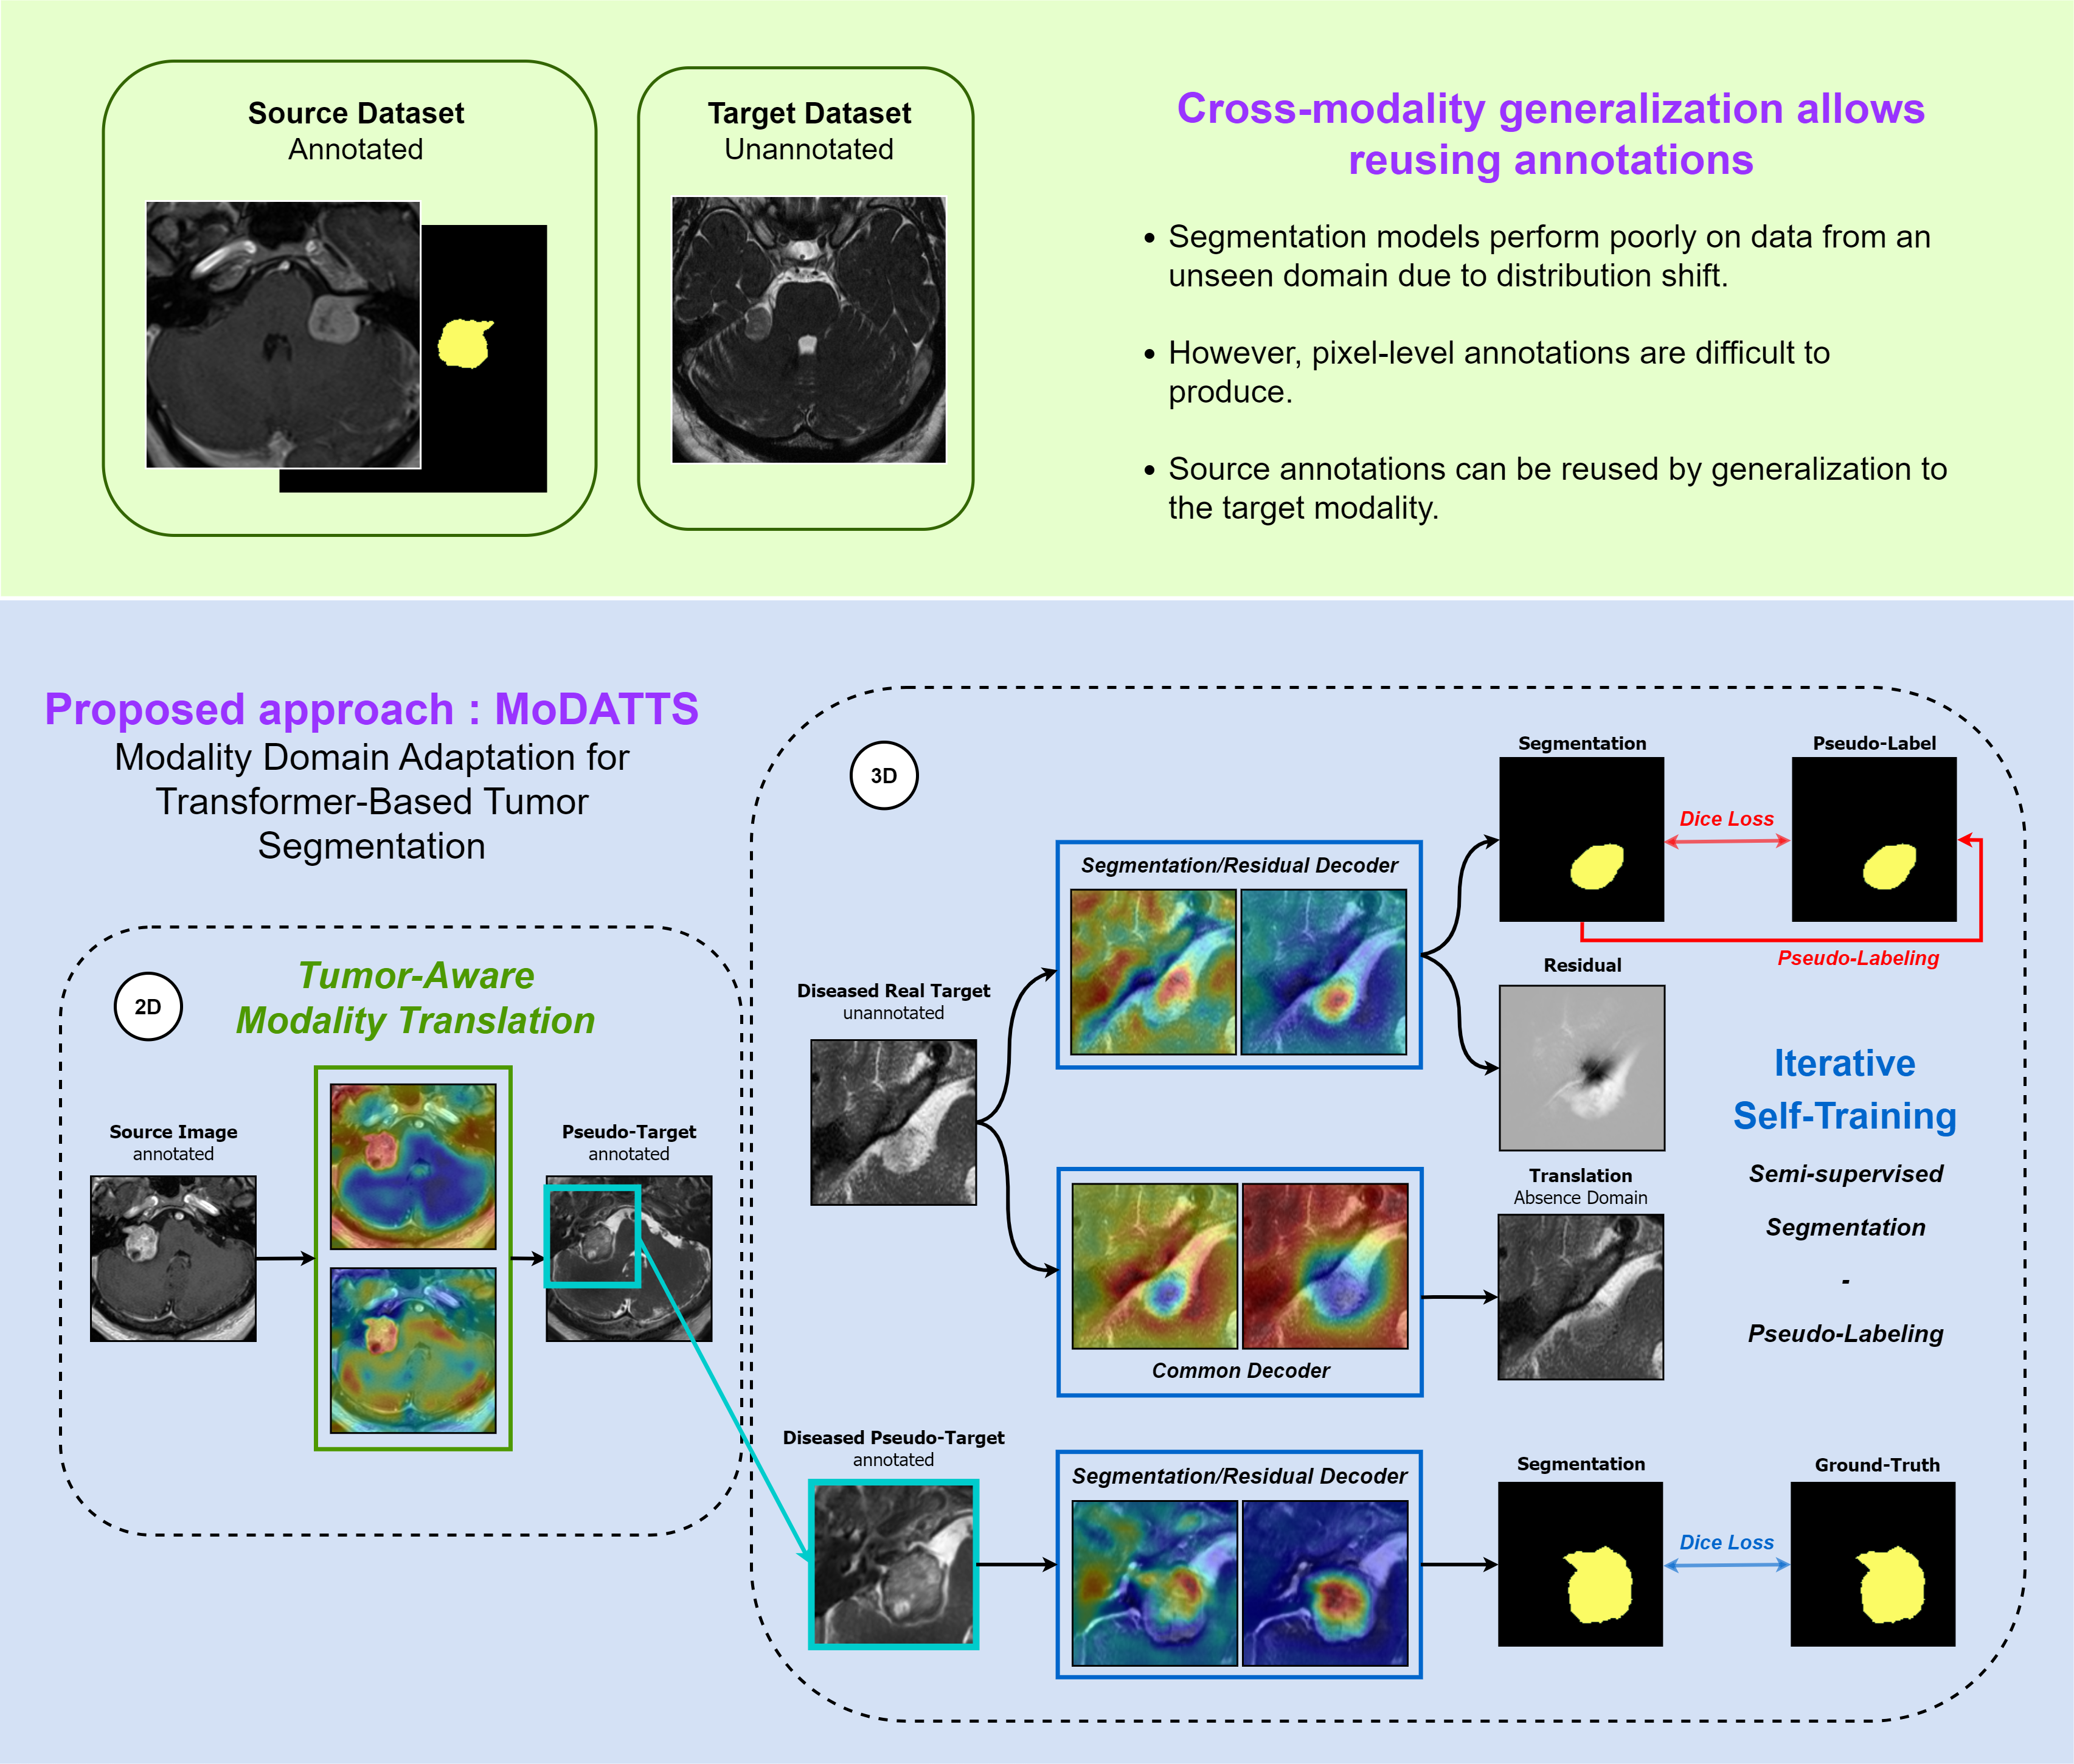 Source Dataset
Annotated
Target Dataset
Unannotated
Cross-modality generalization allows
reusing annotations
• Segmentation models perform poorly on data from an
unseen domain due to distribution shift.
• However, pixel-level annotations are difficult to
produce.
• Source annotations can be reused by generalization to
the target modality.
Proposed approach : MoDATTS
Modality Domain Adaptation for
Transformer-Based Tumor
Segmentation
2D
Tumor-Aware
Modality Translation
Source Image
annotated
Pseudo-Target
annotated
3D
Diseased Real Target
unannotated
Segmentation/Residual Decoder
Segmentation
Dice Loss
Pseudo-Label
Pseudo-Labeling
Residual
Common Decoder
Translation
Absence Domain
Iterative
Self-Training
Semi-supervised
Segmentation
-
Pseudo-Labeling
Diseased Pseudo-Target
annotated
Segmentation/Residual Decoder
Segmentation
Dice Loss
Ground-Truth